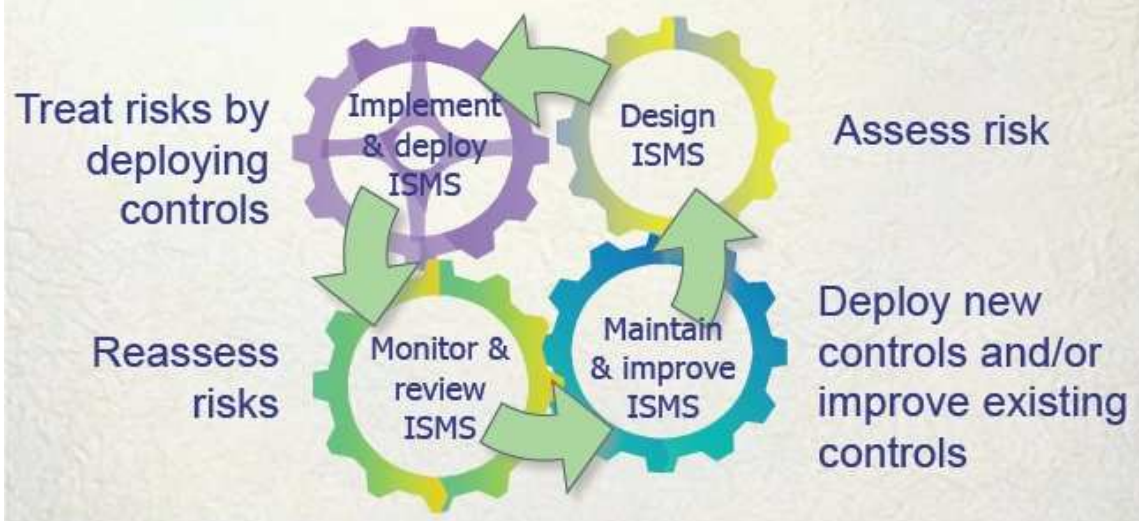 Treat risks by
deploying
controls
Implement
& deploy
ISMS
Design
ISMS
Assess risk
Reassess
risks
Monitor &
review
ISMS
Maintain
& improve
ISMS
Deploy new
controls and/or
improve existing
controls